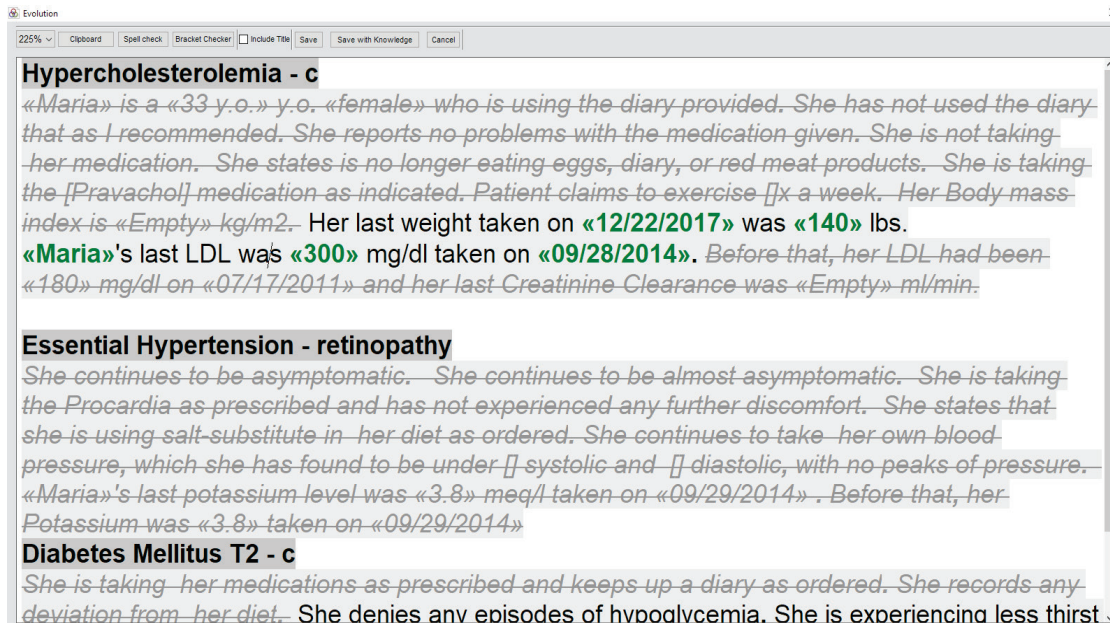 Evolution
225% Clipboard Spell check Bracket Checker Include Title Save Save with Knowledge Cancel
Hypercholesterolemia - c
«Maria» is a «33 y.o.» y.o. «female» who is using the diary provided. She has not used the diary
that as I recommended. She reports no problems with the medication given. She is not taking
her medication. She states is no longer eating eggs, diary, or red meat products. She is taking
the [Pravachol] medication as indicated. Patient claims to exercise []x a week. Her Body mass
index is «Empty» kg/m2. Her last weight taken on «12/22/2017» was «140» lbs.
«Maria»'s last LDL was «300» mg/dl taken on «09/28/2014». Before that, her LDL had been
«180» mg/dl on «07/17/2011» and her last Creatinine Clearance was «Empty» ml/min.
Essential Hypertension - retinopathy
She continues to be asymptomatic. She continues to be almost asymptomatic. She is taking
the Procardia as prescribed and has not experienced any further discomfort. She states that
she is using salt-substitute in her diet as ordered. She continues to take her own blood
pressure, which she has found to be under [] systolic and [] diastolic, with no peaks of pressure.
«Maria»'s last potassium level was «3.8» meq/l taken on «09/29/2014» . Before that, her
Potassium was «3.8» taken on «09/29/2014»
Diabetes Mellitus T2 - c
She is taking her medications as prescribed and keeps up a diary as ordered. She records any
deviation from her diet. She denies any episodes of hypoglycemia. She is experiencing less thirst